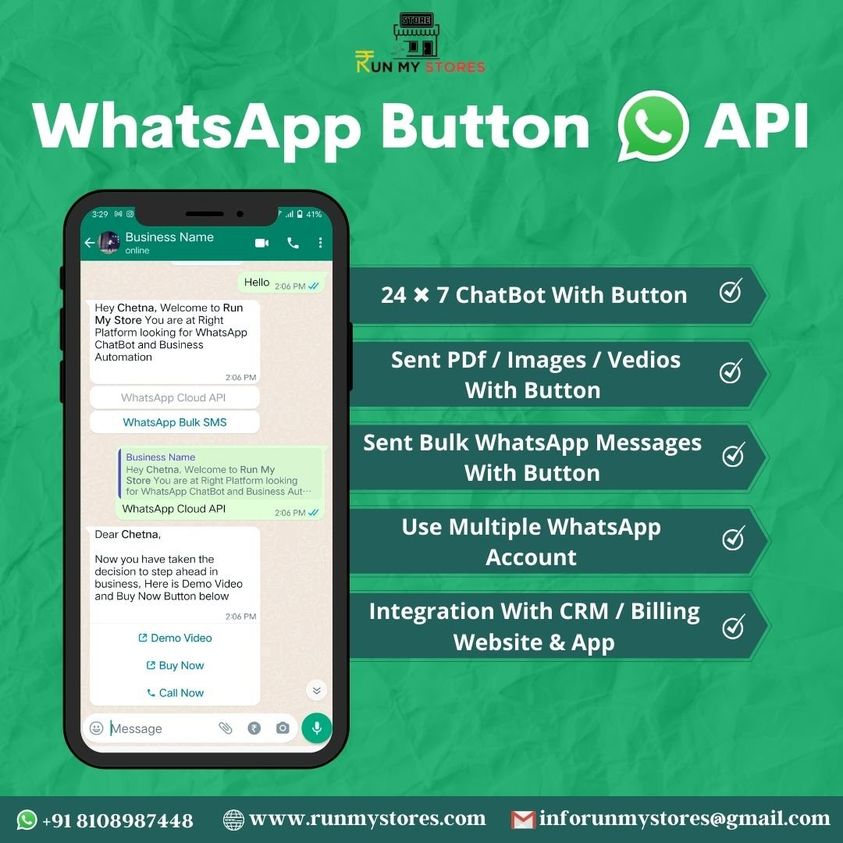 STORE
₹UN MY STORES
WhatsApp Button API
3:29
41%
Business Name
online
Hello 2:06 PM
Hey Chetna, Welcome to Run
My Store You are at Right
Platform looking for WhatsApp
ChatBot and Business
Automation
2:06 PM
WhatsApp Cloud API
WhatsApp Bulk SMS
Business Name
Hey Chetna, Welcome to Run My
Store You are at Right Platform looking
for WhatsApp ChatBot and Business Aut...
WhatsApp Cloud API 2:06 PM
Dear Chetna,
Now you have taken the
decision to step ahead in
business, Here is Demo Video
and Buy Now Button below
2:06 PM
Demo Video
Buy Now
Call Now
Message
24 ✖ 7 ChatBot With Button
Sent PDf / Images / Vedios
With Button
Sent Bulk WhatsApp Messages
With Button
Use Multiple WhatsApp
Account
Integration With CRM / Billing
Website & App
+91 8108987448 www.runmystores.com inforunmystores@gmail.com